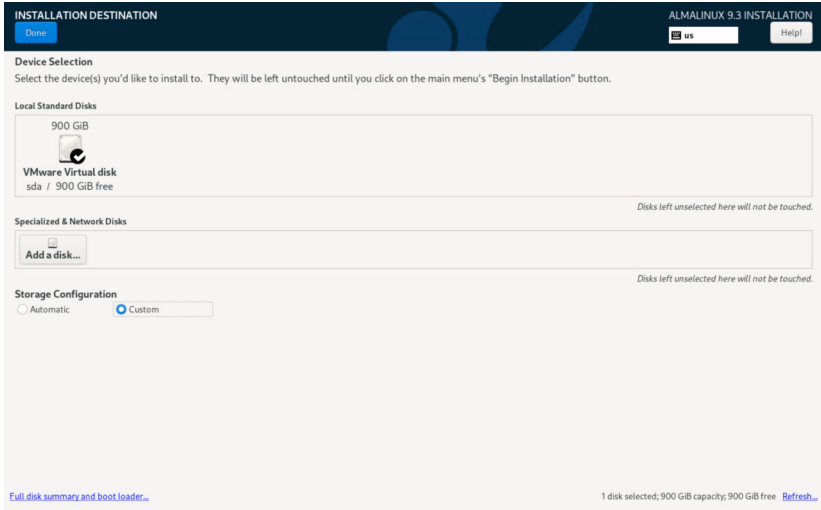 INSTALLATION DESTINATION
ALMALINUX 9.3 INSTALLATION
Done
us
Help!
Device Selection
Select the device(s) you'd like to install to. They will be left untouched until you click on the main menu's "Begin Installation" button.
Local Standard Disks
900 GiB
VMware Virtual disk
sda / 900 GiB free
Disks left unselected here will not be touched.
Specialized & Network Disks
Add a disk...
Disks left unselected here will not be touched.
Storage Configuration
Automatic Custom
Full disk summary and boot loader...
1 disk selected; 900 GiB capacity; 900 GiB free Refresh...